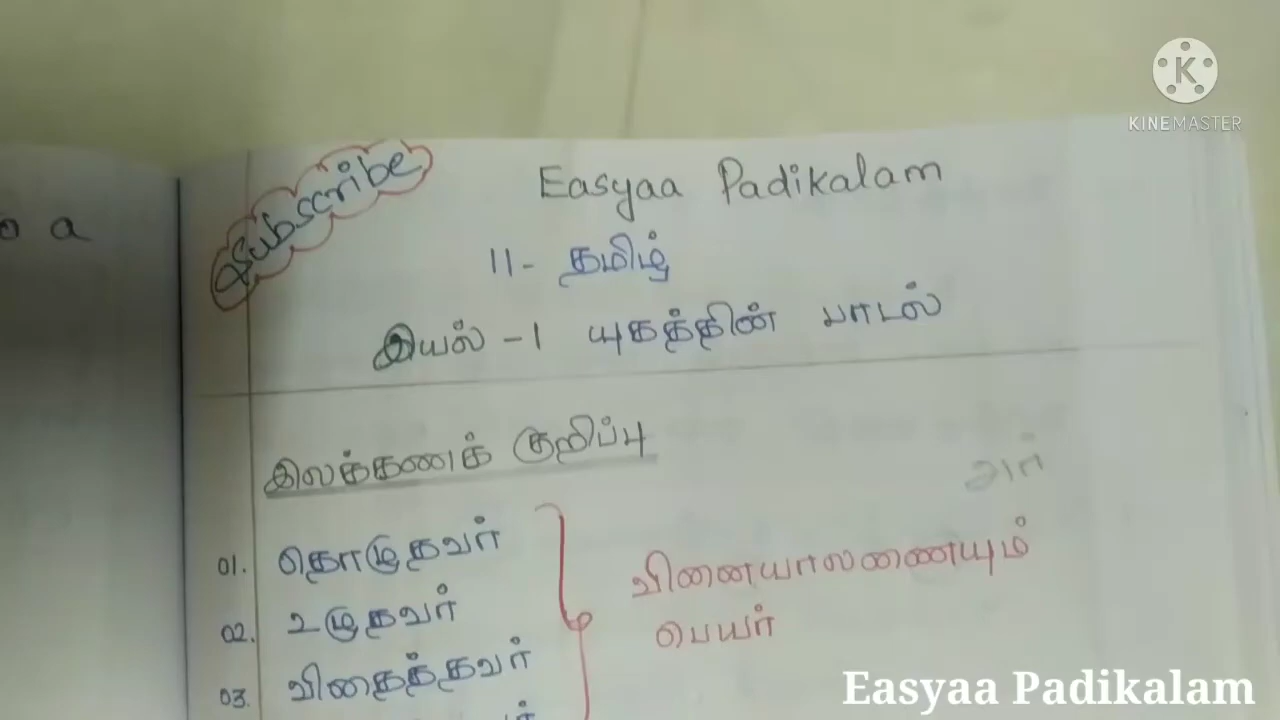 KINEMASTER
Subscribe
Easyaa Padikalam
a
11- தமிழ்
இயல் -1 யுகத்தின் பாடல்
இலக்கணக் குறிப்பு
01. தொழுதவர்
02. உழுதவர்
03. விதைத்தவர்
வினையாலணையும்
பெயர்
Easyaa Padikalam